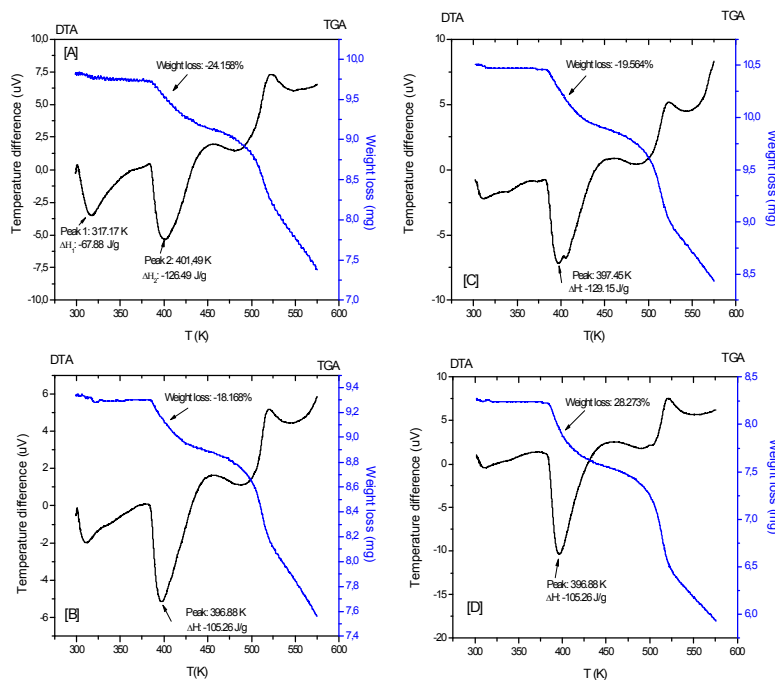 DTA
TGA
[A]
Weight loss: -24.158%
Peak 1: 317.17 K
ΔH1: -67.88 J/g
Peak 2: 401,49 K
ΔH2: -126.49 J/g
10,0
7,5
5,0
2,5
0,0
-2,5
-5,0
-7,5
-10,0
Temperature difference (uV)
10,0
9,5
9,0
8,5
8,0
7,5
7,0
Weight loss (mg)
300 350 400 450 500 550 600
T (K)
DTA
TGA
[C]
Weight loss: -19.564%
Peak: 397.45 K
ΔH: -129.15 J/g
10
5
0
-5
-10
Temperature difference (uV)
10,5
10,0
9,5
9,0
8,5
Weight loss (mg)
300 350 400 450 500 550 600
T(K)
DTA
TGA
[B]
Weight loss: -18.168%
Peak: 396.88 K
ΔH: -105.26 J/g
6
4
2
0
-2
-4
-6
Temperature difference (uV)
9,4
9,3
9,2
9,0
8,8
8,6
8,4
8,2
8,0
7,8
7,6
7,4
Weight loss (mg)
300 350 400 450 500 550 600
T (K)
DTA
TGA
[D]
Weight loss: 28.273%
Peak: 396.88 K
ΔH: -105.26 J/g
15
10
5
0
-5
-10
-15
-20
Temperature difference (uV)
8,5
8,0
7,5
7,0
6,5
6,0
Weight loss (mg)
300 350 400 450 500 550 600
T (K)